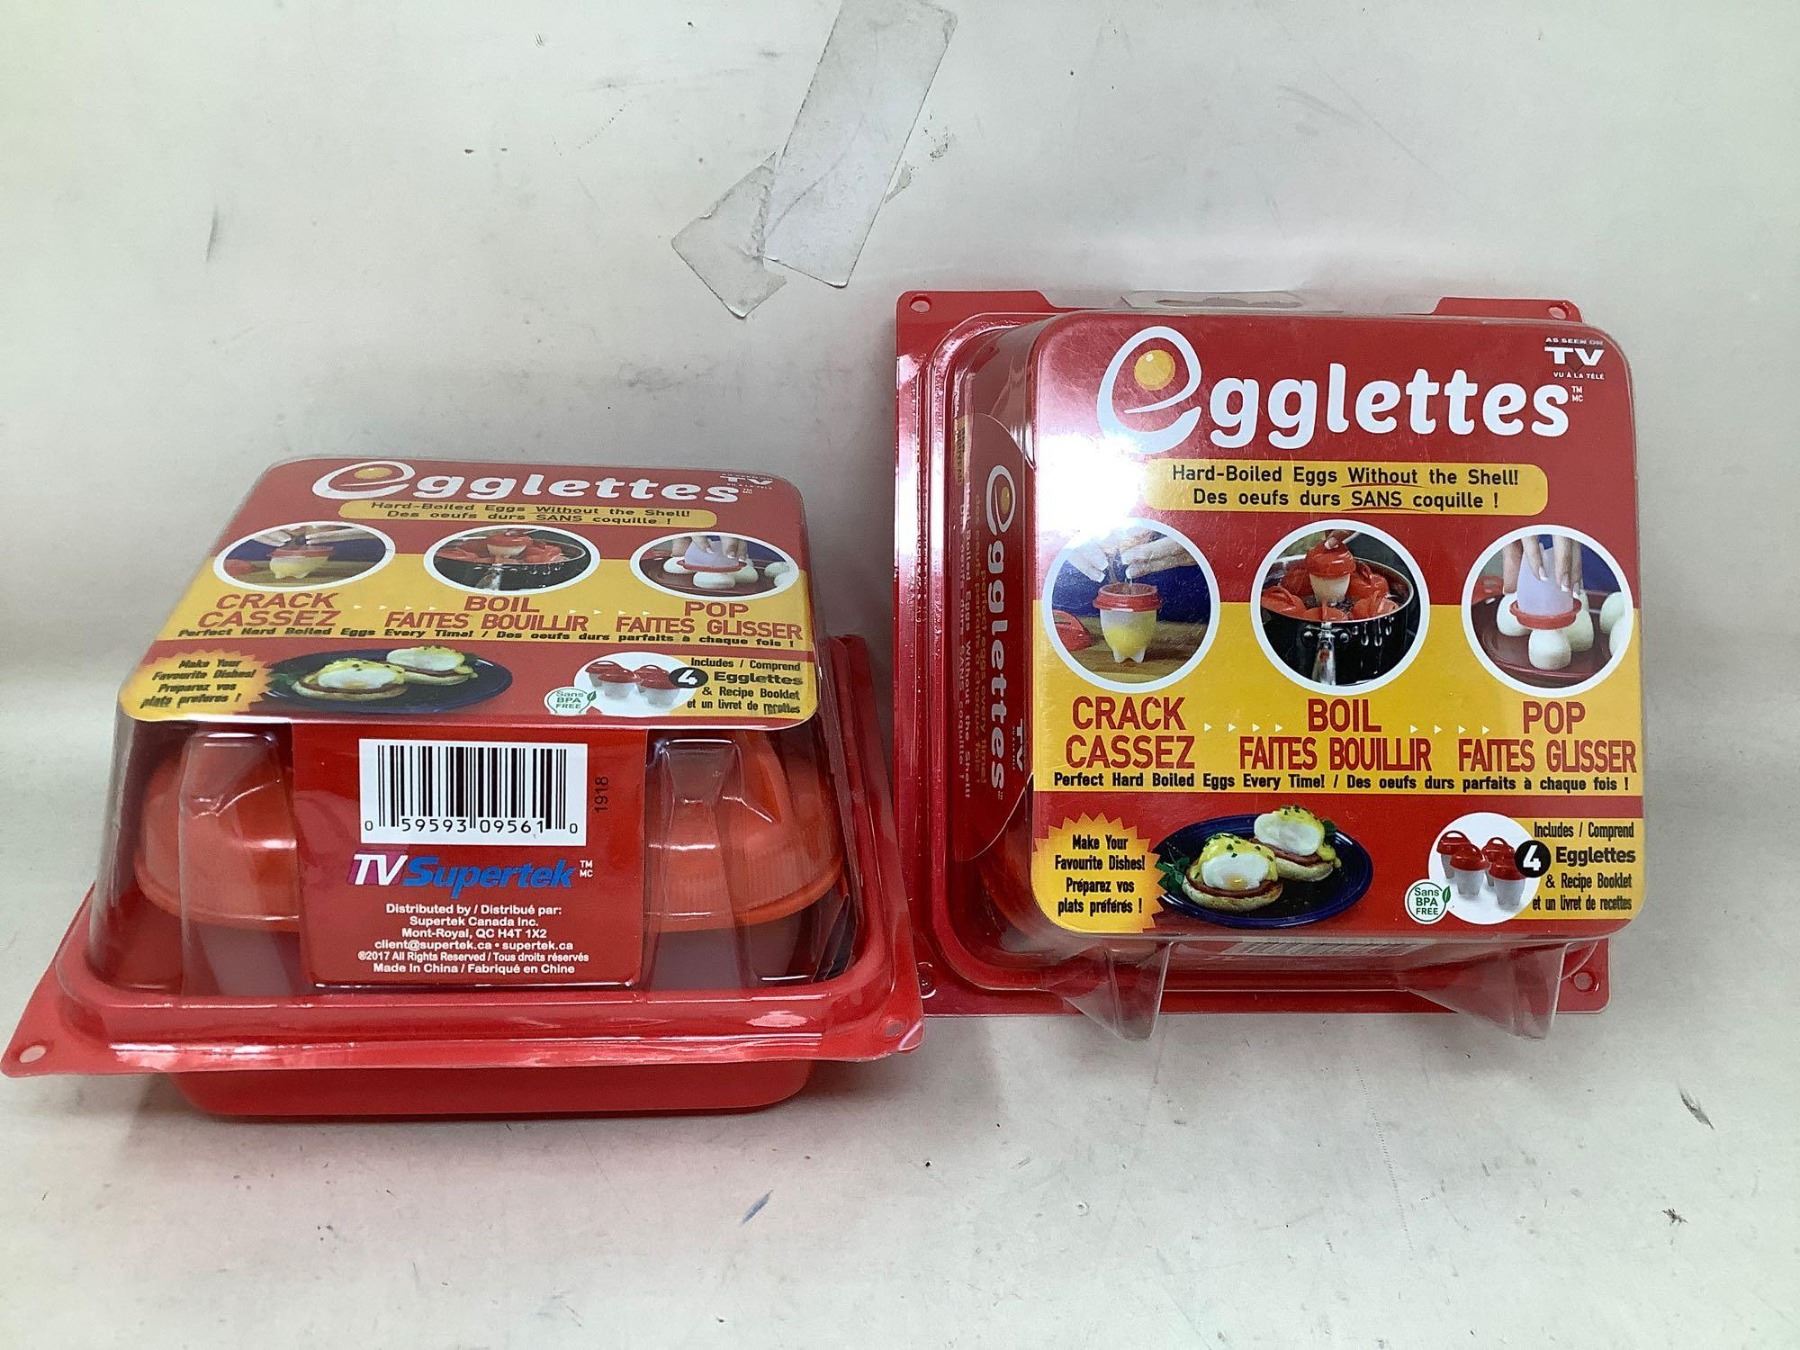 Egglettes
TV
Hard-Boiled Eggs Without the Shell!
Des oeufs durs SANS coquille !
CRACK
CASSEZ
BOIL
FAITES BOUILLIR
POP
FAITES GLISSER
Perfect Hard Boiled Eggs Every Time! / Des oeufs durs parfaits à chaque fois !
Make Your
Favourite Dishes!
Préparez vos
plats préférés !
Sans
BPA
FREE
Includes / Comprend
4 Egglettes
& Recipe Booklet
et un livret de recettes
0 59593 09561 0
1918
TV Supertek TM MC
Distributed by / Distribué par:
Supertek Canada Inc.
Mont-Royal, QC H4T 1X2
client@supertek.ca • supertek.ca
©2017 All Rights Reserved / Tous droits réservés
Made in China / Fabriqué en Chine
Egglettes TM MC
AS SEEN ON
TV
VU À LA TÉLÉ
Hard-Boiled Eggs Without the Shell!
Des oeufs durs SANS coquille !
CRACK
CASSEZ
BOIL
FAITES BOUILLIR
POP
FAITES GLISSER
Perfect Hard Boiled Eggs Every Time! / Des oeufs durs parfaits à chaque fois !
Make Your
Favourite Dishes!
Préparez vos
plats préférés !
Sans
BPA
FREE
Includes / Comprend
4 Egglettes
& Recipe Booklet
et un livret de recettes
Egglettes
TV